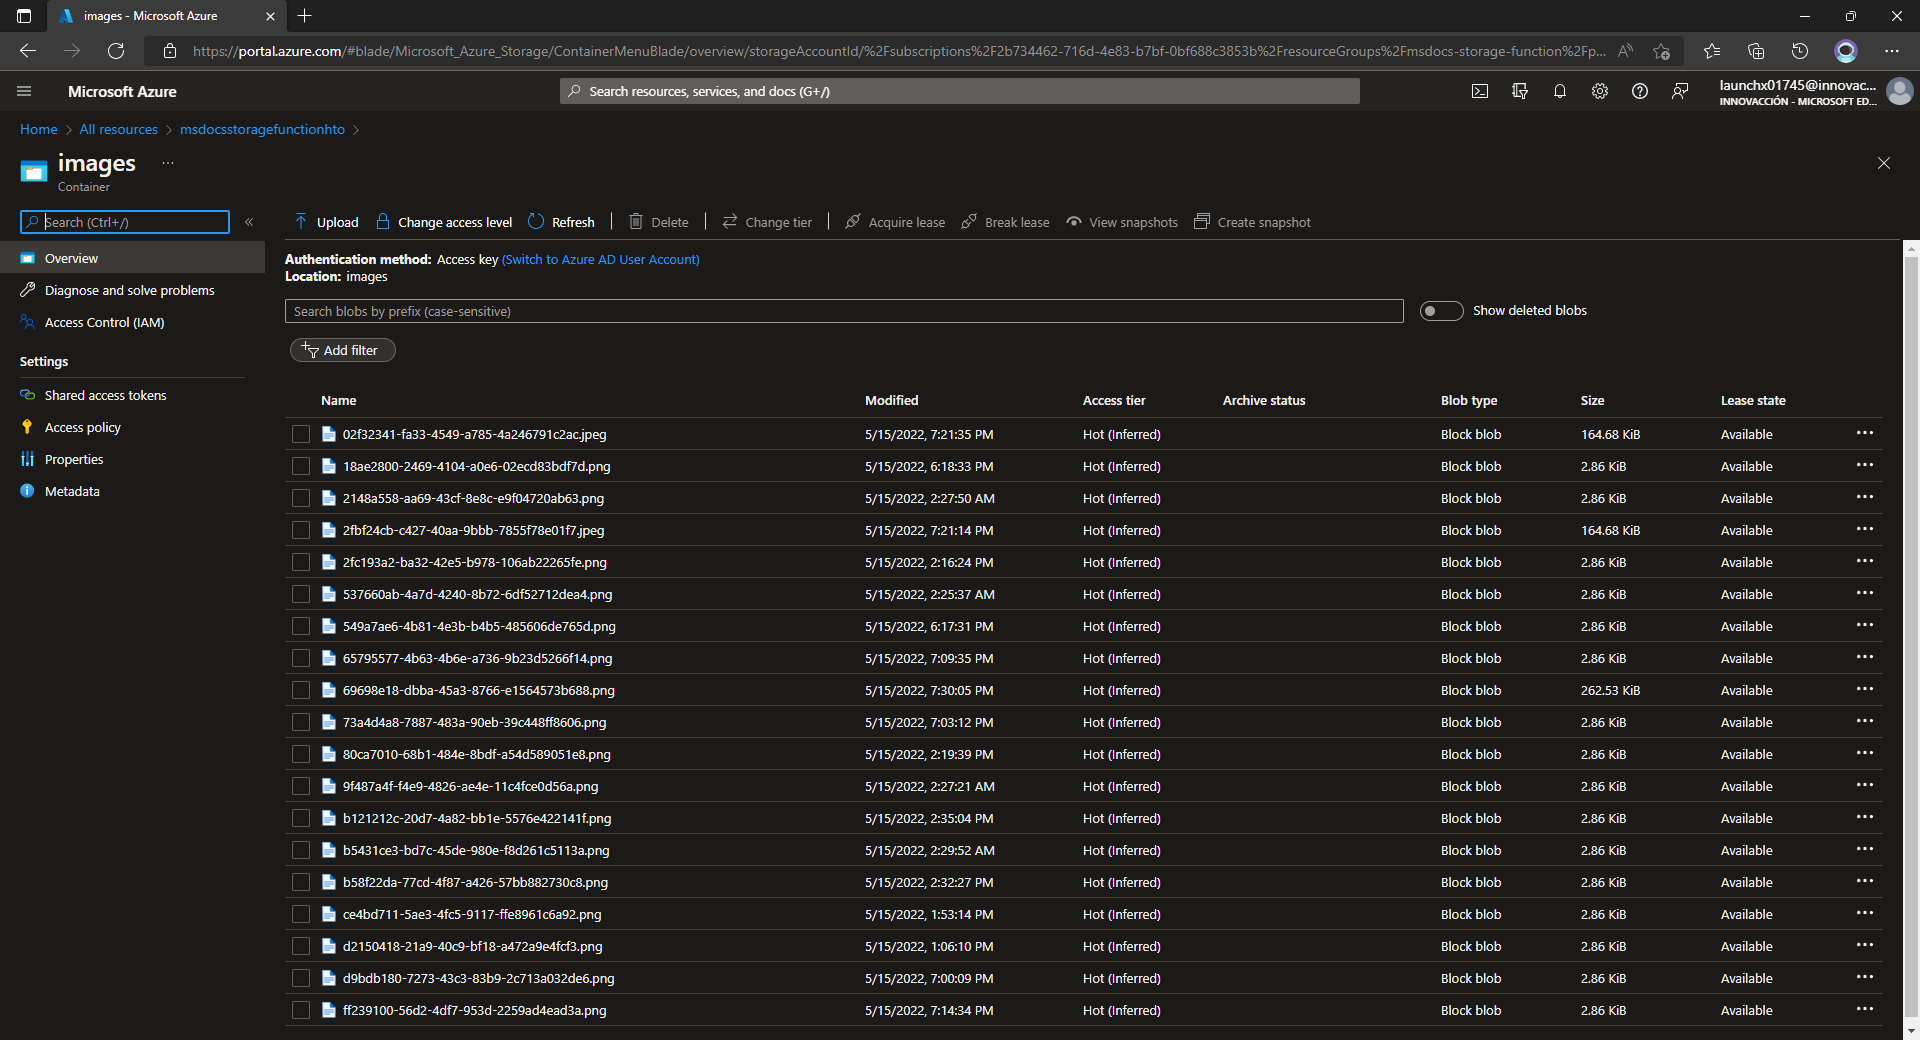 images - Microsoft Azure
https://portal.azure.com/#blade/Microsoft_Azure_Storage/ContainerMenuBlade/overview/storageAccountId/%2Fsubscriptions%2F2b734462-716d-4e83-b7bf-0bf688c3853b%2FresourceGroups%2Fmsdocs-storage-function%2Fp...
Microsoft Azure
Search resources, services, and docs (G+/)
launchx01745@innovac...
INNOVACCIÓN - MICROSOFT ED...
Home > All resources > msdocsstoragefunctionhto >
images ...
Container
Search (Ctrl+/) «
Upload Change access level Refresh Delete Change tier Acquire lease Break lease View snapshots Create snapshot
Overview
Diagnose and solve problems
Access Control (IAM)
Settings
Shared access tokens
Access policy
Properties
Metadata
Authentication method: Access key (Switch to Azure AD User Account)
Location: images
Search blobs by prefix (case-sensitive)
Show deleted blobs
Add filter
Name Modified Access tier Archive status Blob type Size Lease state
02f32341-fa33-4549-a785-4a246791c2ac.jpeg 5/15/2022, 7:21:35 PM Hot (Inferred) Block blob 164.68 KiB Available ...
18ae2800-2469-4104-a0e6-02ecd83bdf7d.png 5/15/2022, 6:18:33 PM Hot (Inferred) Block blob 2.86 KiB Available ...
2148a558-aa69-43cf-8e8c-e9f04720ab63.png 5/15/2022, 2:27:50 AM Hot (Inferred) Block blob 2.86 KiB Available ...
2fbf24cb-c427-40aa-9bbb-7855f78e01f7.jpeg 5/15/2022, 7:21:14 PM Hot (Inferred) Block blob 164.68 KiB Available ...
2fc193a2-ba32-42e5-b978-106ab22265fe.png 5/15/2022, 2:16:24 PM Hot (Inferred) Block blob 2.86 KiB Available ...
537660ab-4a7d-4240-8b72-6df52712dea4.png 5/15/2022, 2:25:37 AM Hot (Inferred) Block blob 2.86 KiB Available ...
549a7ae6-4b81-4e3b-b4b5-485606de765d.png 5/15/2022, 6:17:31 PM Hot (Inferred) Block blob 2.86 KiB Available ...
65795577-4b63-4b6e-a736-9b23d5266f14.png 5/15/2022, 7:09:35 PM Hot (Inferred) Block blob 2.86 KiB Available ...
69698e18-dbba-45a3-8766-e1564573b688.png 5/15/2022, 7:30:05 PM Hot (Inferred) Block blob 262.53 KiB Available ...
73a4d4a8-7887-483a-90eb-39c448ff8606.png 5/15/2022, 7:03:12 PM Hot (Inferred) Block blob 2.86 KiB Available ...
80ca7010-68b1-484e-8bdf-a54d589051e8.png 5/15/2022, 2:19:39 PM Hot (Inferred) Block blob 2.86 KiB Available ...
9f487a4f-f4e9-4826-ae4e-11c4fce0d56a.png 5/15/2022, 2:27:21 AM Hot (Inferred) Block blob 2.86 KiB Available ...
b121212c-20d7-4a82-bb1e-5576e422141f.png 5/15/2022, 2:35:04 PM Hot (Inferred) Block blob 2.86 KiB Available ...
b5431ce3-bd7c-45de-980e-f8d261c5113a.png 5/15/2022, 2:29:52 AM Hot (Inferred) Block blob 2.86 KiB Available ...
b58f22da-77cd-4f87-a426-57bb882730c8.png 5/15/2022, 2:32:27 PM Hot (Inferred) Block blob 2.86 KiB Available ...
ce4bd711-5ae3-4fc5-9117-ffe8961c6a92.png 5/15/2022, 1:53:14 PM Hot (Inferred) Block blob 2.86 KiB Available ...
d2150418-21a9-40c9-bf18-a472a9e4fcf3.png 5/15/2022, 1:06:10 PM Hot (Inferred) Block blob 2.86 KiB Available ...
d9bdb180-7273-43c3-83b9-2c713a032de6.png 5/15/2022, 7:00:09 PM Hot (Inferred) Block blob 2.86 KiB Available ...
ff239100-56d2-4df7-953d-2259ad4ead3a.png 5/15/2022, 7:14:34 PM Hot (Inferred) Block blob 2.86 KiB Available ...